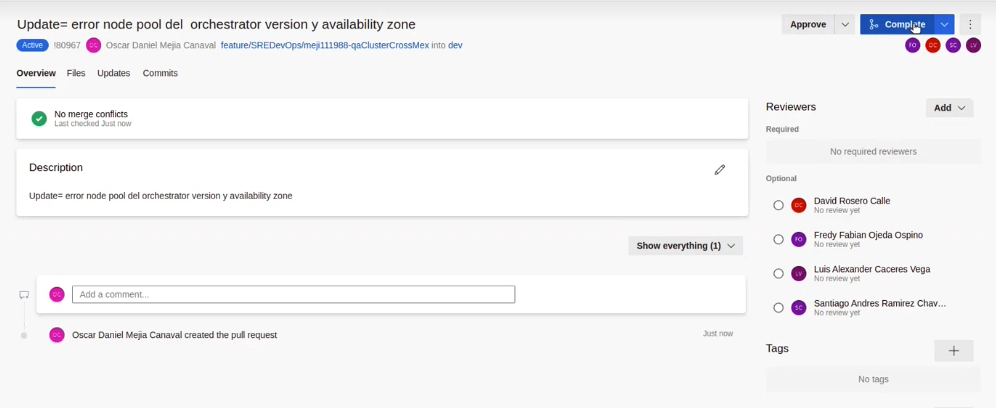 Update= error node pool del orchestrator version y availability zone
Approve
Complete
Active !80967 OC Oscar Daniel Mejia Canaval feature/SREDevOps/meji111988-qaClusterCrossMex into dev
FO DC SC LV
Overview Files Updates Commits
No merge conflicts
Last checked Just now
Description
Update= error node pool del orchestrator version y availability zone
Show everything (1)
OC Add a comment...
OC Oscar Daniel Mejia Canaval created the pull request Just now
Reviewers Add
Required
No required reviewers
Optional
DC David Rosero Calle
No review yet
FO Fredy Fabian Ojeda Ospino
No review yet
LV Luis Alexander Caceres Vega
No review yet
SC Santiago Andres Ramirez Chav...
No review yet
Tags
No tags